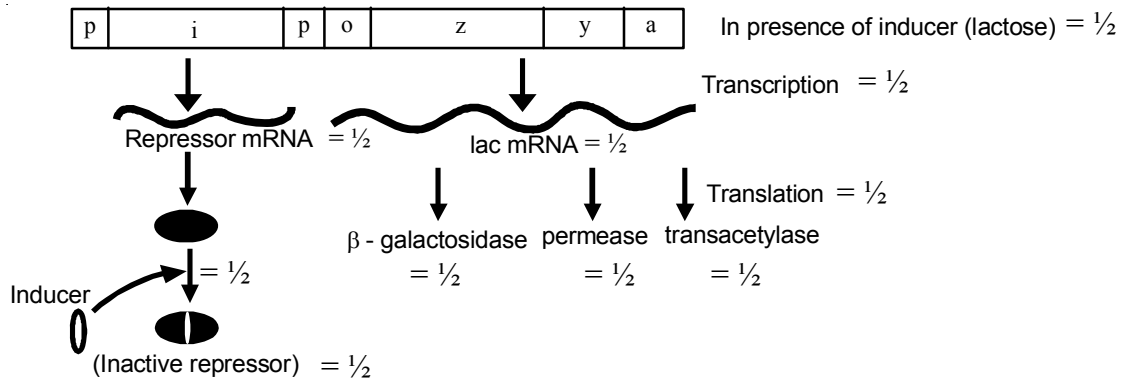 p i p o z y a In presence of inducer (lactose) = ½
Transcription = ½
Repressor mRNA = ½ lac mRNA = ½
Translation = ½
β - galactosidase permease transacetylase
= ½ = ½ = ½
= ½
Inducer
(Inactive repressor) = ½